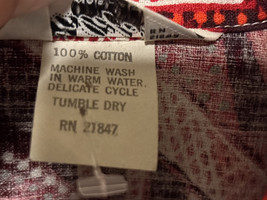 100% COTTON
MACHINE WASH
IN WARM WATER.
DELICATE CYCLE
TUMBLE DRY
RN 21847